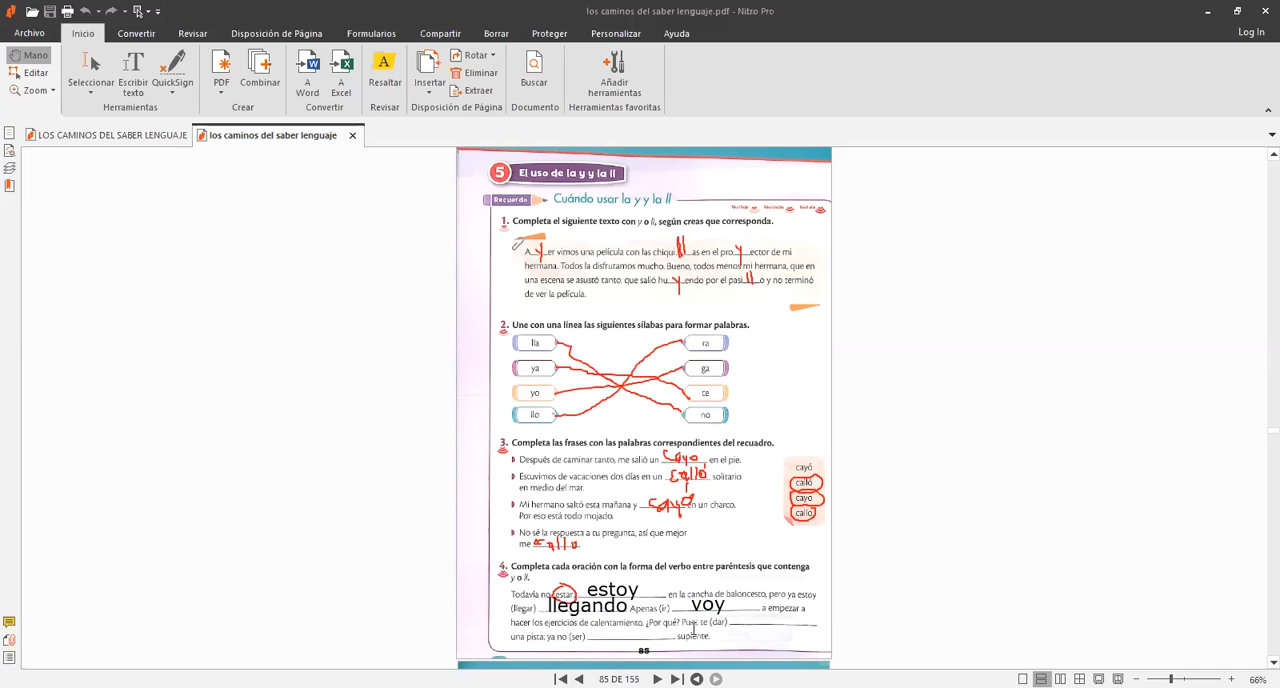 los caminos del saber lenguaje.pdf - Nitro Pro
Archivo Inicio Convertir Revisar Disposición de Página Formularios Compartir Borrar Proteger Personalizar Ayuda Log In
Mano
Editar
Zoom
Seleccionar
Escribir texto
QuickSign
Herramientas
PDF
Combinar
Crear
A Word
A Excel
Convertir
Resaltar
Revisar
Insertar
Rotar
Eliminar
Extraer
Disposición de Página
Buscar
Documento
Añadir herramientas
Herramientas favoritas
LOS CAMINOS DEL SABER LENGUAJE los caminos del saber lenguaje
5 El uso de la y y la ll
Recuerdo Cuándo usar la y y la ll
1. Completa el siguiente texto con y o ll, según creas que corresponda.
A y er vimos una película con las chiqui ll as en el pro y ector de mi
hermana. Todos la disfrutamos mucho. Bueno, todos menos mi hermana, que en
una escena se asustó tanto, que salió hu y endo por el pasi ll o y no terminó
de ver la película.
2. Une con una línea las siguientes sílabas para formar palabras.
lla ra
ya ga
yo te
llo no
3. Completa las frases con las palabras correspondientes del recuadro.
Después de caminar tanto, me salió un cayo en el pie.
Estuvimos de vacaciones dos días en un calló solitario
en medio del mar.
Mi hermano saltó esta mañana y cayó en un charco.
Por eso está todo mojado.
No sé la respuesta a tu pregunta, así que mejor
me callo.
cayó
calló
cayo
callo
4. Completa cada oración con la forma del verbo entre paréntesis que contenga
y o ll.
Todavía no estar estoy en la cancha de baloncesto, pero ya estoy
(llegar) llegando Apenas (ir) voy a empezar a
hacer los ejercicios de calentamiento. ¿Por qué? Pues te (dar)
una pista: ya no (ser) suplente.
85
85 DE 155
66%